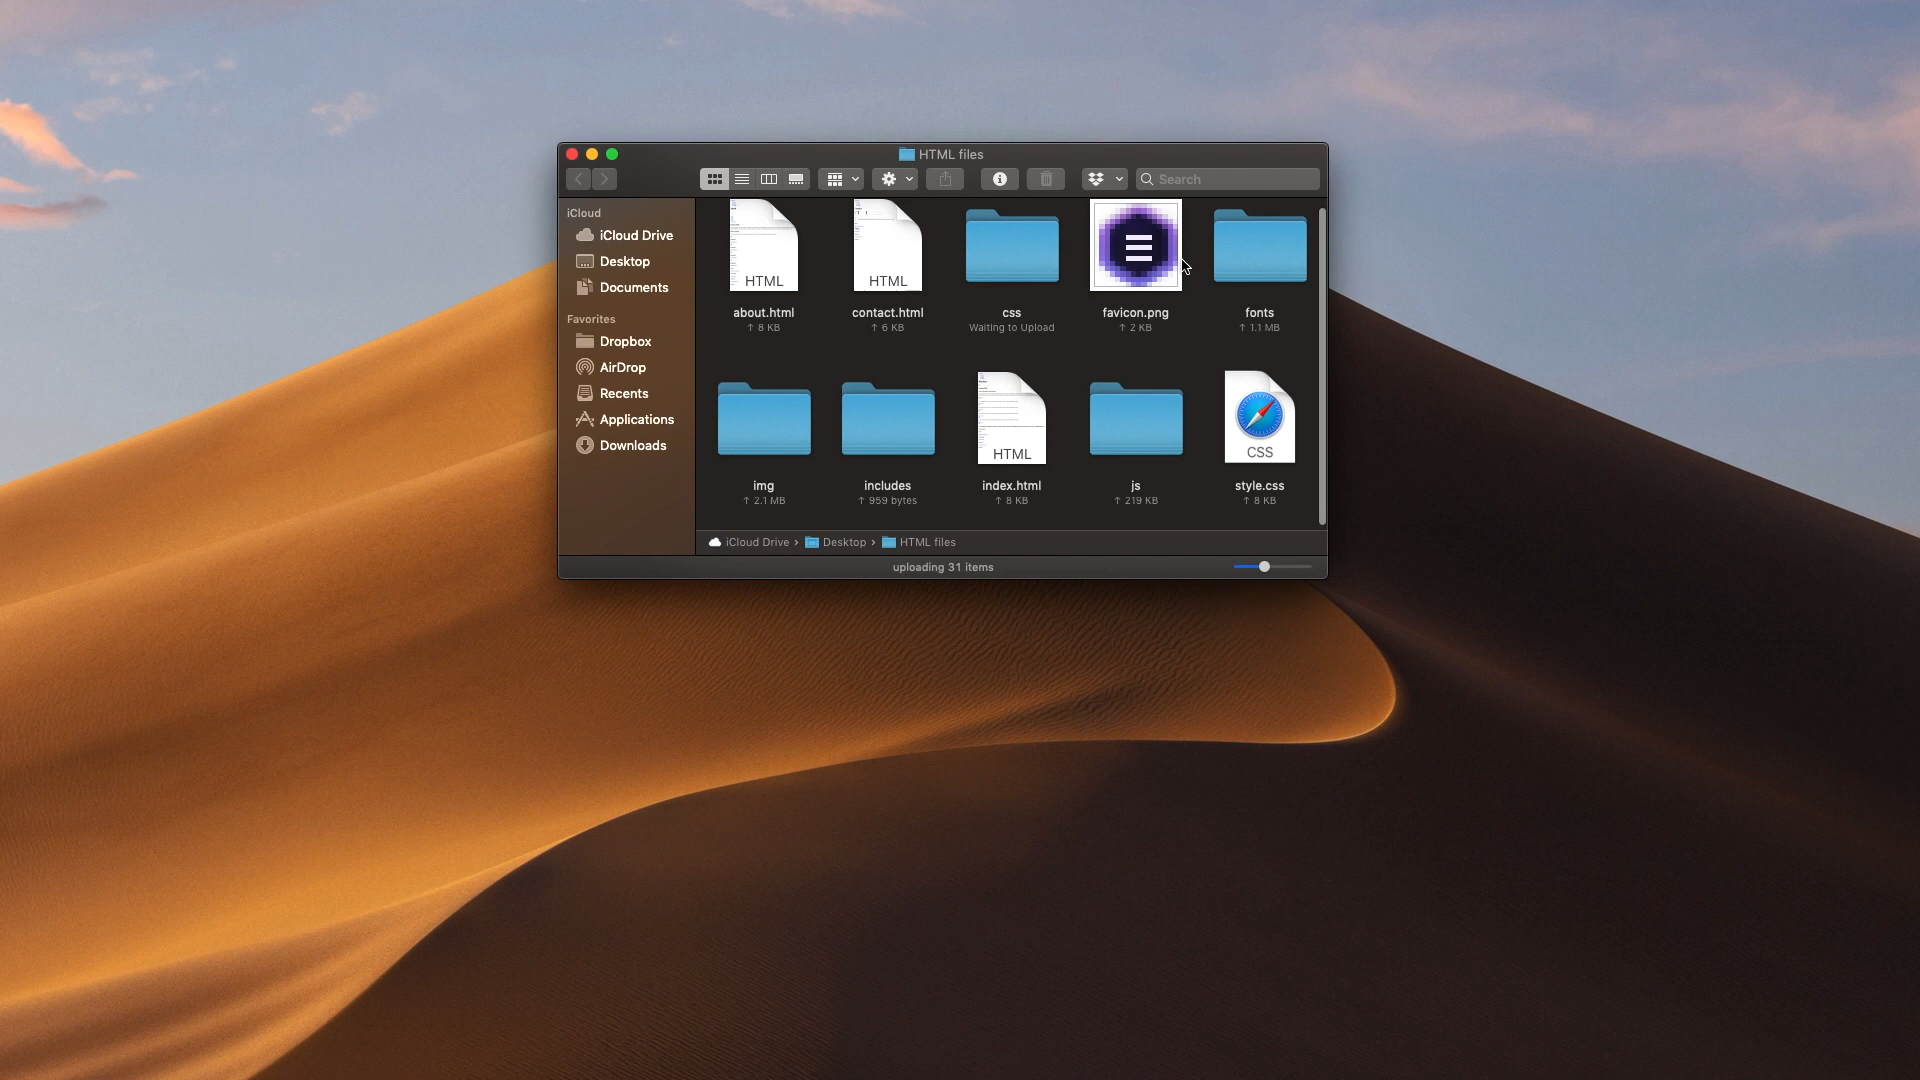 HTML files
Search
iCloud
iCloud Drive
Desktop
Documents
Favorites
Dropbox
AirDrop
Recents
Applications
Downloads
HTML
HTML
about.html
contact.html
css
favicon.png
fonts
↑ 8 KB
↑ 6 KB
Waiting to Upload
↑ 2 KB
↑ 1.1 MB
HTML
CSS
img
includes
index.html
js
style.css
↑ 2.1 MB
↑ 959 bytes
↑ 8 KB
↑ 219 KB
↑ 8 KB
iCloud Drive › Desktop › HTML files
uploading 31 items